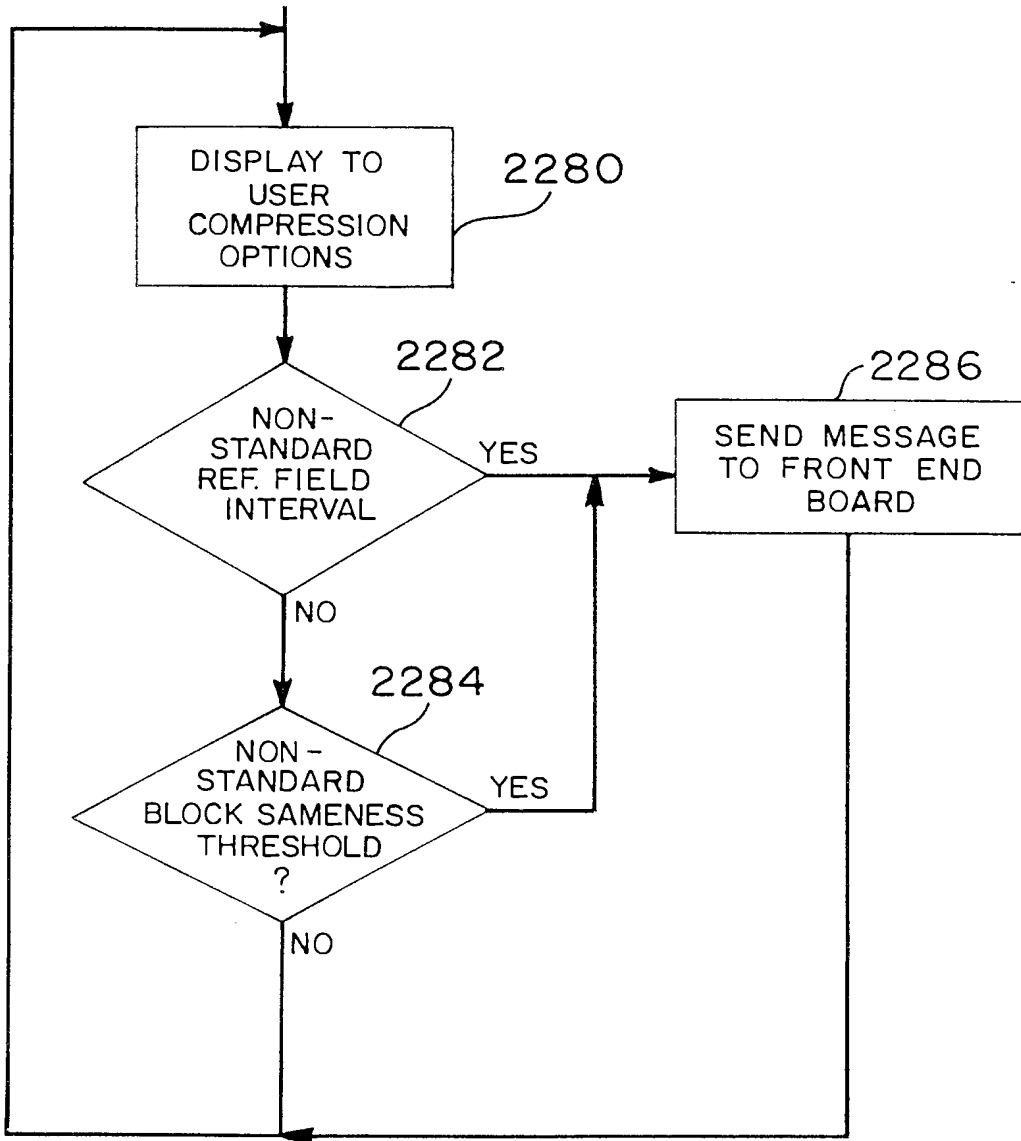 DISPLAY TO
USER
COMPRESSION
OPTIONS
2280
2282
NON-
STANDARD
REF. FIELD
INTERVAL
YES
NO
2286
SEND MESSAGE
TO FRONT END
BOARD
2284
NON-
STANDARD
BLOCK SAMENESS
THRESHOLD
?
YES
NO